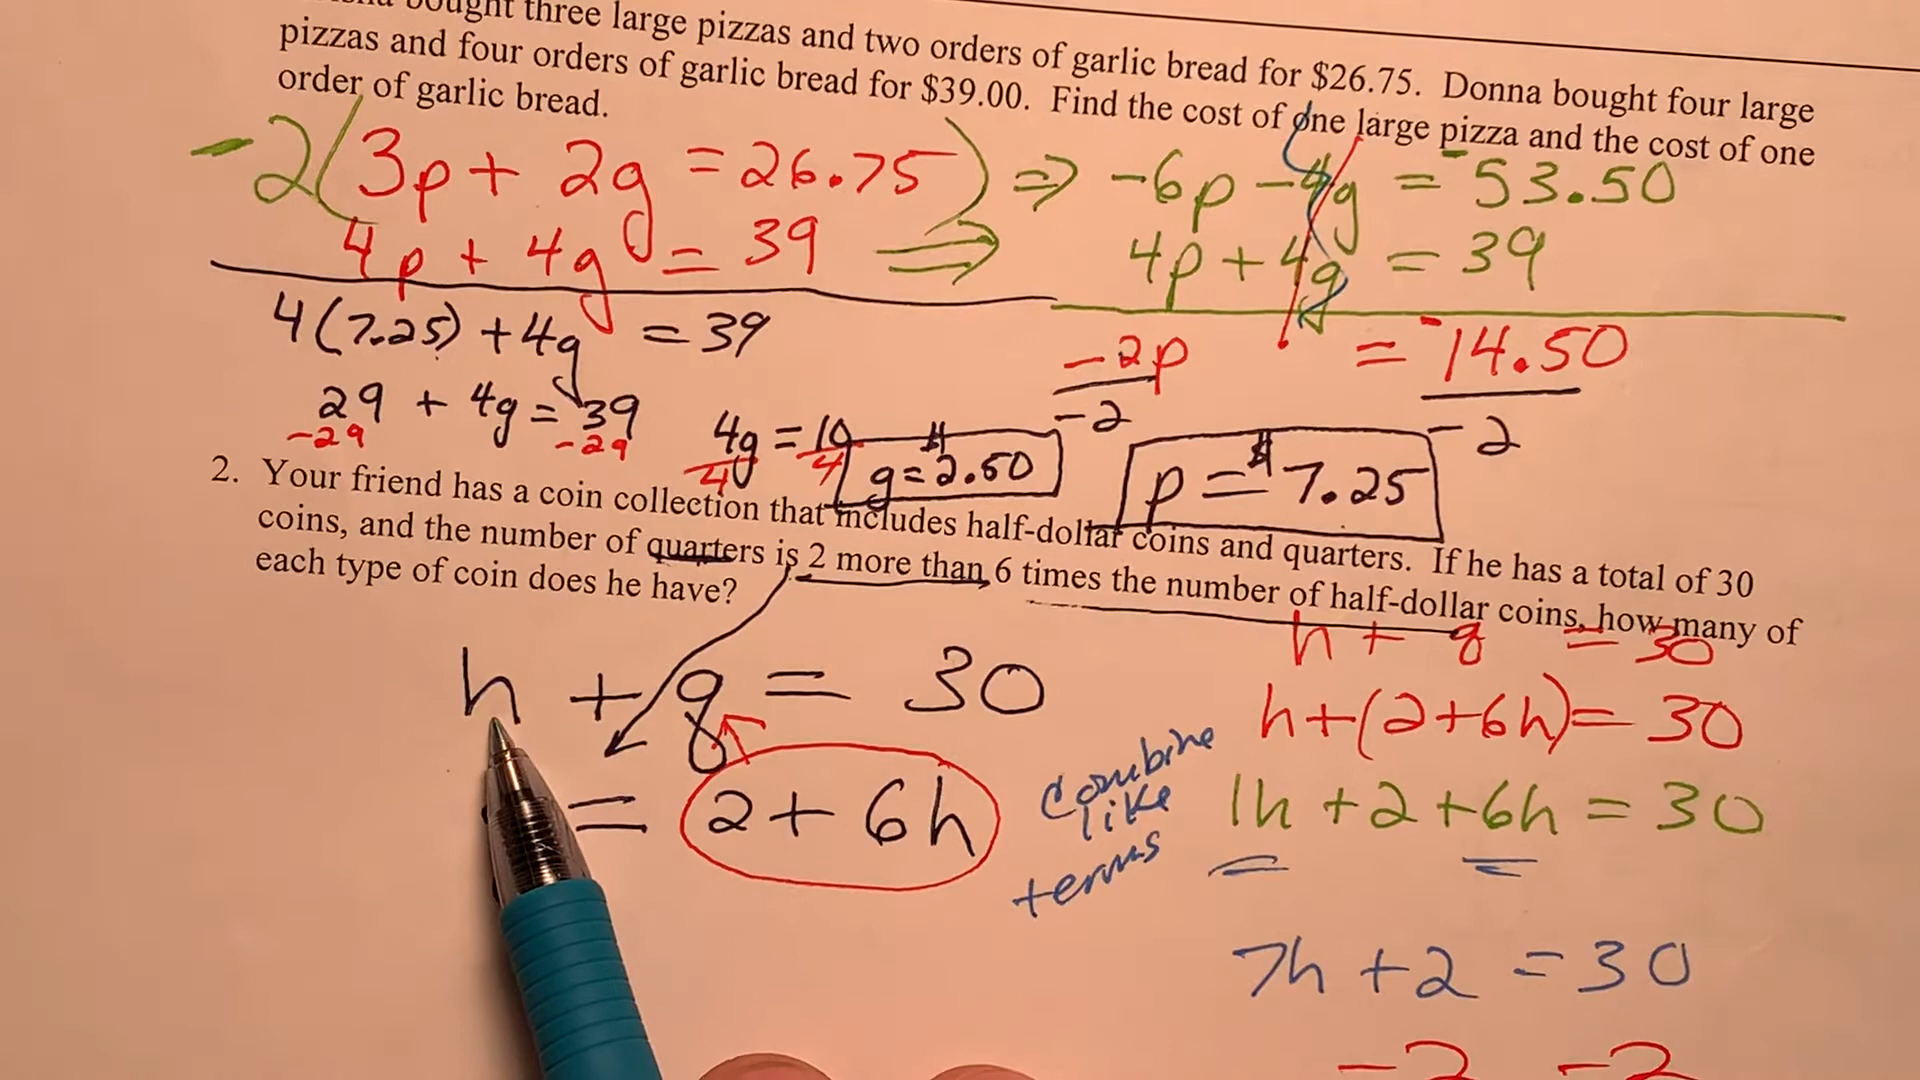 bought three large pizzas and two orders of garlic bread for $26.75. Donna bought four large
pizzas and four orders of garlic bread for $39.00. Find the cost of one large pizza and the cost of one
order of garlic bread.
-2(3p + 2g = 26.75) ⇒ -6p - 4g = -53.50
4p + 4g = 39 ⇒ 4p + 4g = 39
4(7.25) + 4g = 39
-2p = -14.50
-2 -2
29 + 4g = 39
-29 -29
4g = 10
4 4
g = $2.50
p = $7.25
2. Your friend has a coin collection that includes half-dollar coins and quarters. If he has a total of 30
coins, and the number of quarters is 2 more than 6 times the number of half-dollar coins, how many of
each type of coin does he have?
h + q = 30
= 2 + 6h
h + q = 30
h + (2 + 6h) = 30
combine
like
terms
1h + 2 + 6h = 30
7h + 2 = 30
-2 -2